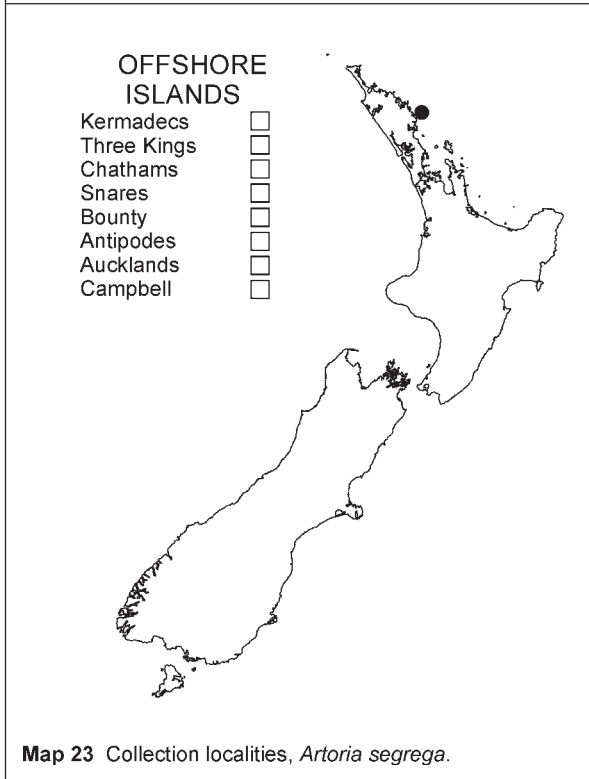 OFFSHORE
ISLANDS
Kermadecs
Three Kings
Chathams
Snares
Bounty
Antipodes
Aucklands
Campbell
Map 23 Collection localities, Artoria segrega.